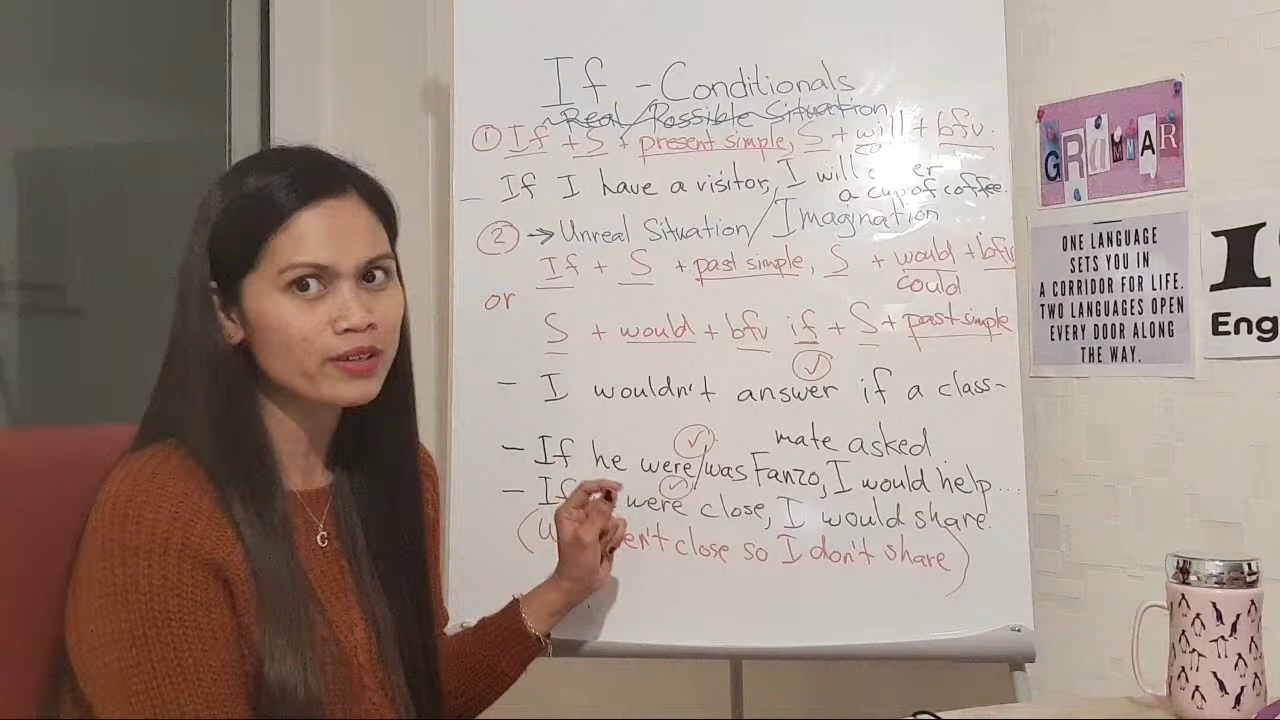 If - Conditionals
Real/Possible Situation
① If + S + present simple, S + will + bfv.
- If I have a visitor, I will
a cup of coffee.
② → Unreal Situation/Imagination
If + S + past simple, S + would + bfv
could
or
S + would + bfv if + S + past simple
- I wouldn't answer if a class-
mate asked
- If he were/was Fanzo, I would help...
- If were close, I would share.
close so I don't share)
GRAMMAR
ONE LANGUAGE
SETS YOU IN
A CORRIDOR FOR LIFE.
TWO LANGUAGES OPEN
EVERY DOOR ALONG
THE WAY.
I
Eng
C